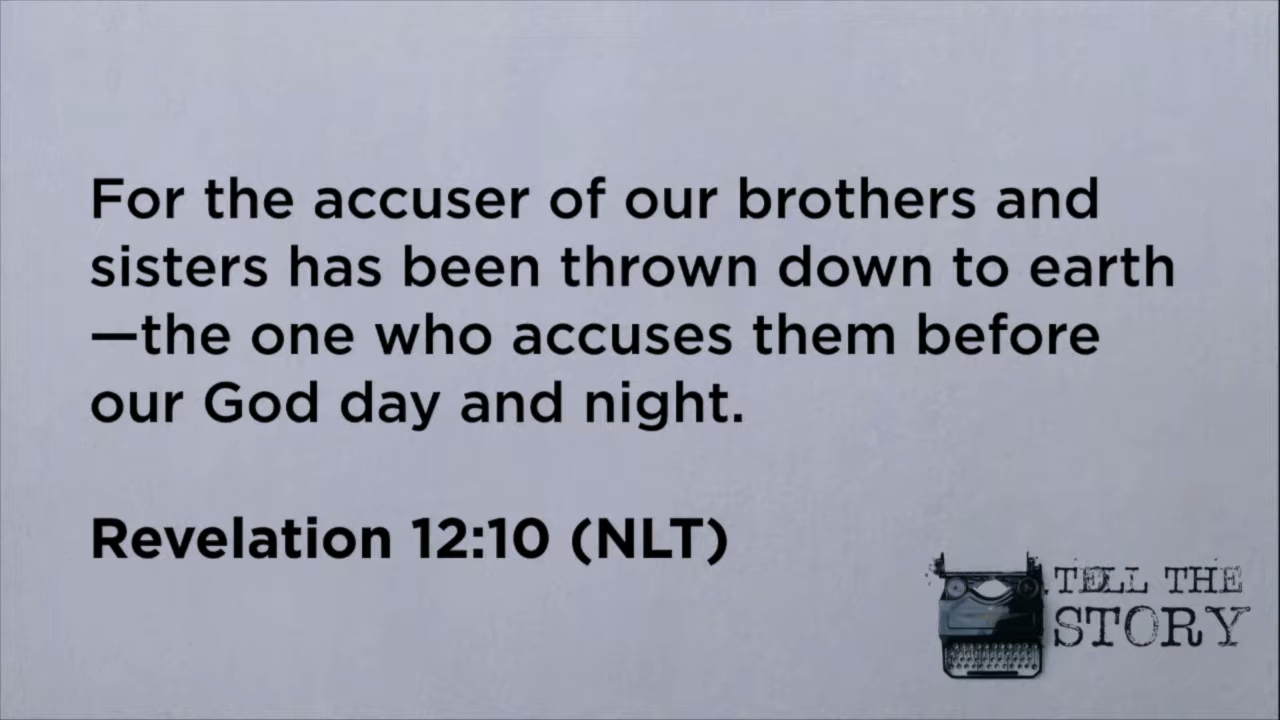 For the accuser of our brothers and
sisters has been thrown down to earth
—the one who accuses them before
our God day and night.
Revelation 12:10 (NLT)
TELL THE
STORY